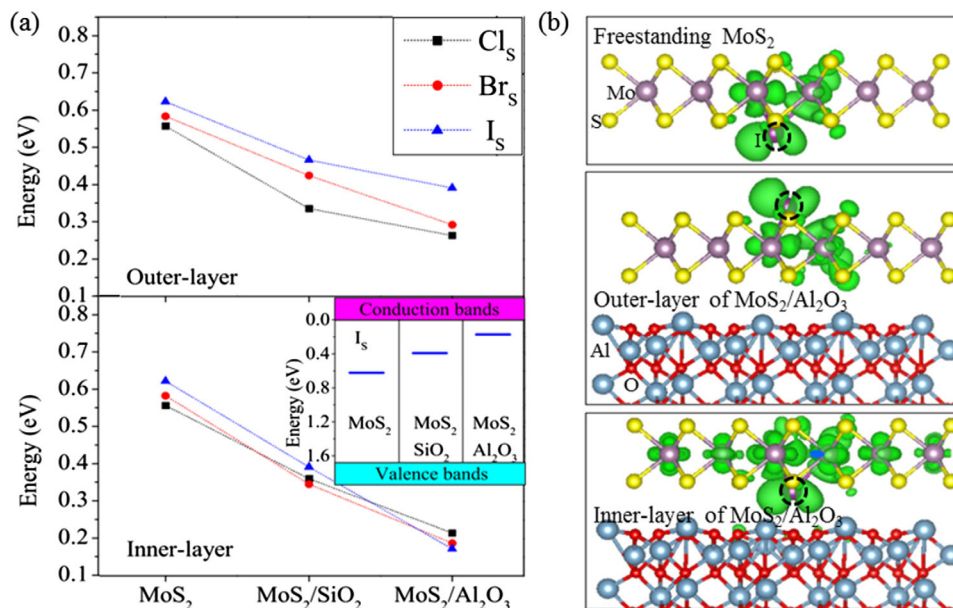 (a)
0.8
0.7
0.6
0.5
0.4
0.3
0.2
0.1
Energy (eV)
Cl_S
Br_S
I_S
Outer-layer
0.8
0.7
0.6
0.5
0.4
0.3
0.2
0.1
Energy (eV)
Conduction bands
0.0
0.4
0.8
1.2
1.6
Energy (eV)
I_S
MoS₂
MoS₂
SiO₂
MoS₂
Al₂O₃
Valence bands
Inner-layer
MoS₂
MoS₂/SiO₂
MoS₂/Al₂O₃
(b)
Freestanding MoS₂
Mo
S
I
Outer-layer of MoS₂/Al₂O₃
Al
O
Inner-layer of MoS₂/Al₂O₃